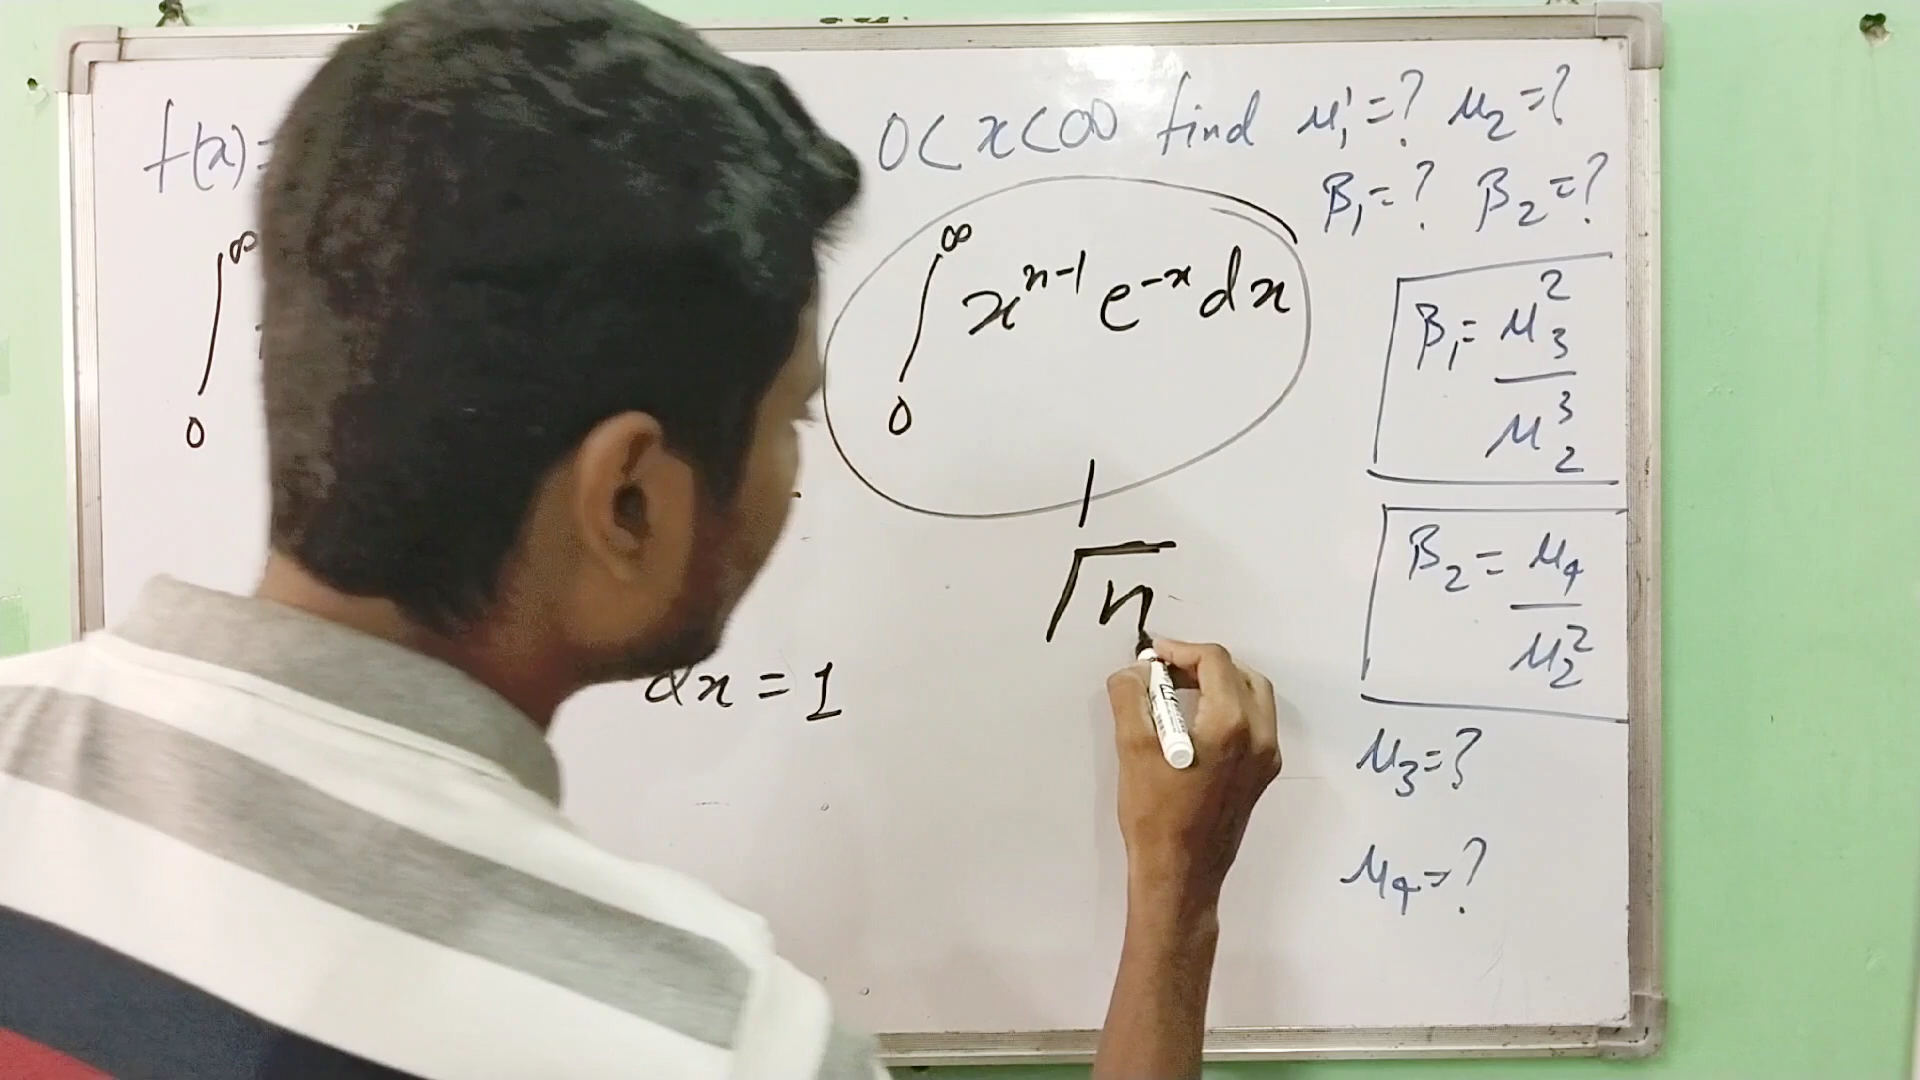 f(x)= 0<x<∞ find μ₁'=? μ₂=?
β₁=? β₂=?
∫₀^∞
∫₀^∞ x^{n-1} e^{-x} dx
β₁= μ₃²/μ₂³
Γn
β₂= μ₄/μ₂²
dx=1
μ₃=?
μ₄=?